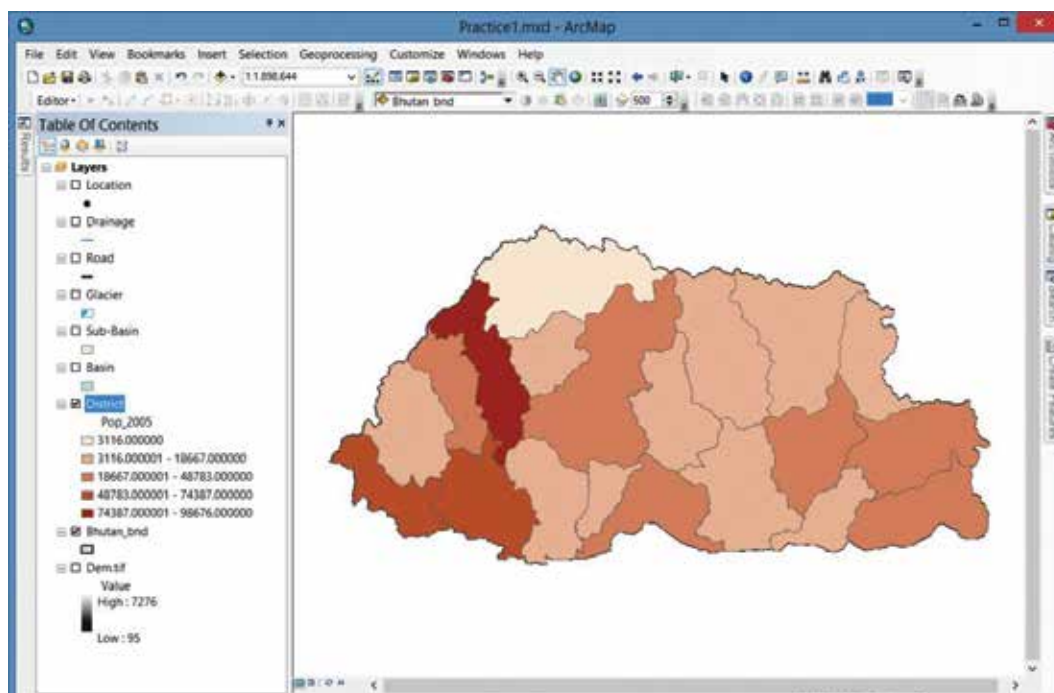 Practice1.mxd - ArcMap
File Edit View Bookmarks Insert Selection Geoprocessing Customize Windows Help
1:1,898,644
Editor
Bhutan_bnd
500
Table Of Contents
Results
Layers
Location
Drainage
Road
Glacier
Sub-Basin
Basin
District
Pop_2005
3116.000000
3116.000001 - 18667.000000
18667.000001 - 48783.000000
48783.000001 - 74387.000000
74387.000001 - 98676.000000
Bhutan_bnd
Dem.tif
Value
High : 7276
Low : 95